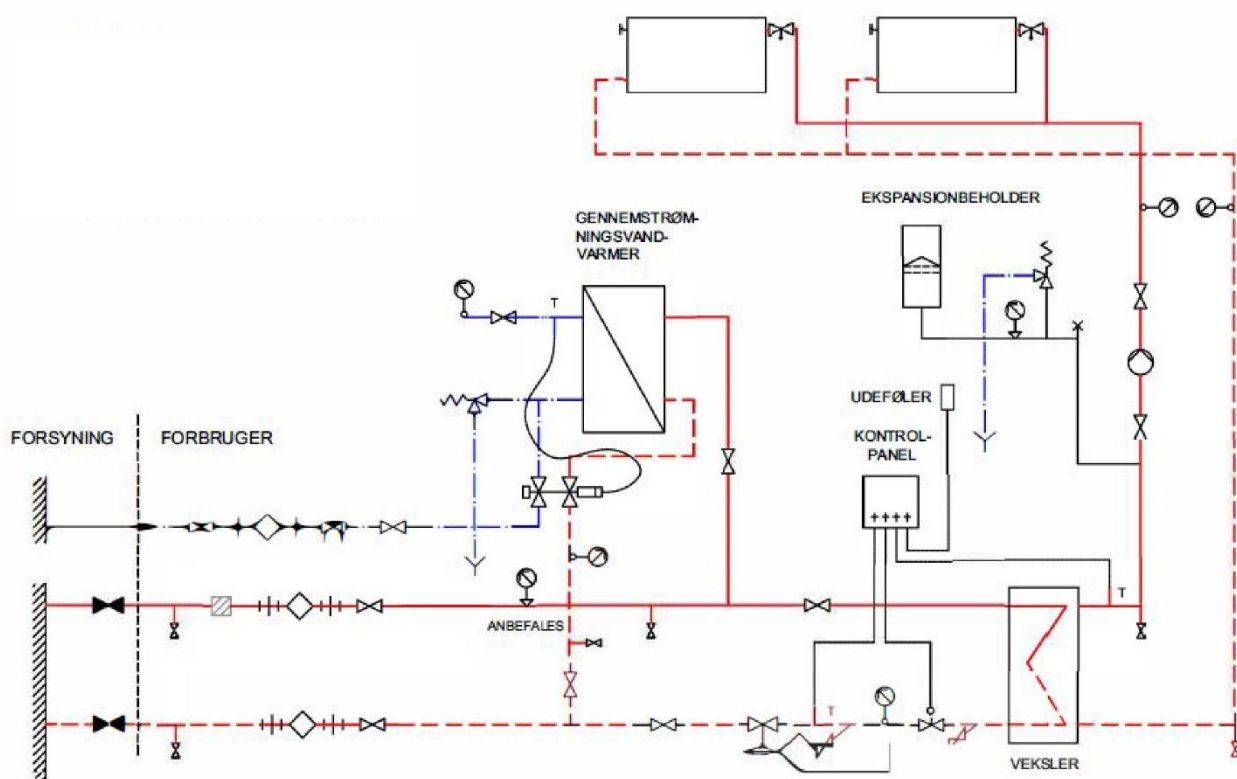 EKSPANSIONBEHOLDER
GENNEMSTRØM-
NINGSVAND-
VARMER
T
UDEFØLER
KONTROL-
PANEL
FORSYNING
FORBRUGER
T
ANBEFALES
T
VEKSLER